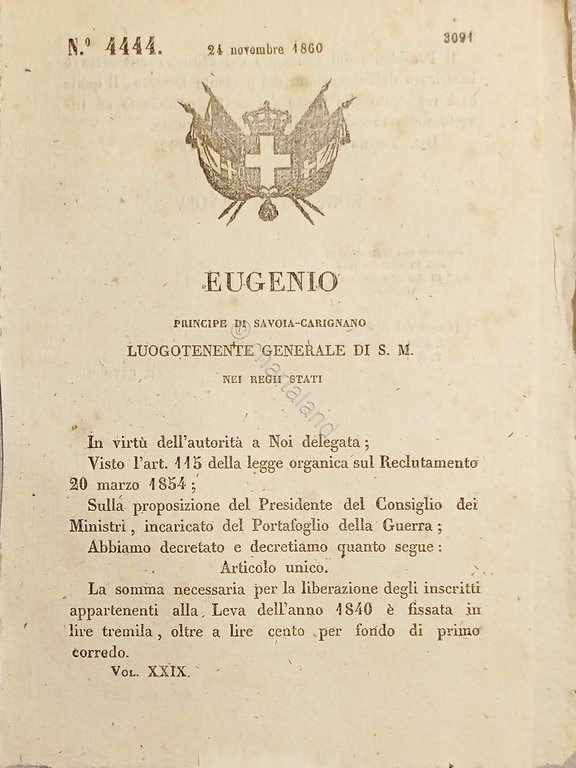 N.º 4444.
24 novembre 1860
3091
EUGENIO
PRINCIPE DI SAVOIA-CARIGNANO
LUOGOTENENTE GENERALE DI S. M.
NEI REGII STATI
In virtù dell'autorità a Noi delegata ;
Visto l'art. 115 della legge organica sul Reclutamento
20 marzo 1854 ;
Sulla proposizione del Presidente del Consiglio dei
Ministri , incaricato del Portafoglio della Guerra ;
Abbiamo decretato e decretiamo quanto segue :
Articolo unico.
La somma necessaria per la liberazione degli inscritti
appartenenti alla Leva dell'anno 1840 è fissata in
lire tremila , oltre a lire cento per fondo di primo
corredo.
VOL. XXIX.
© chartaland